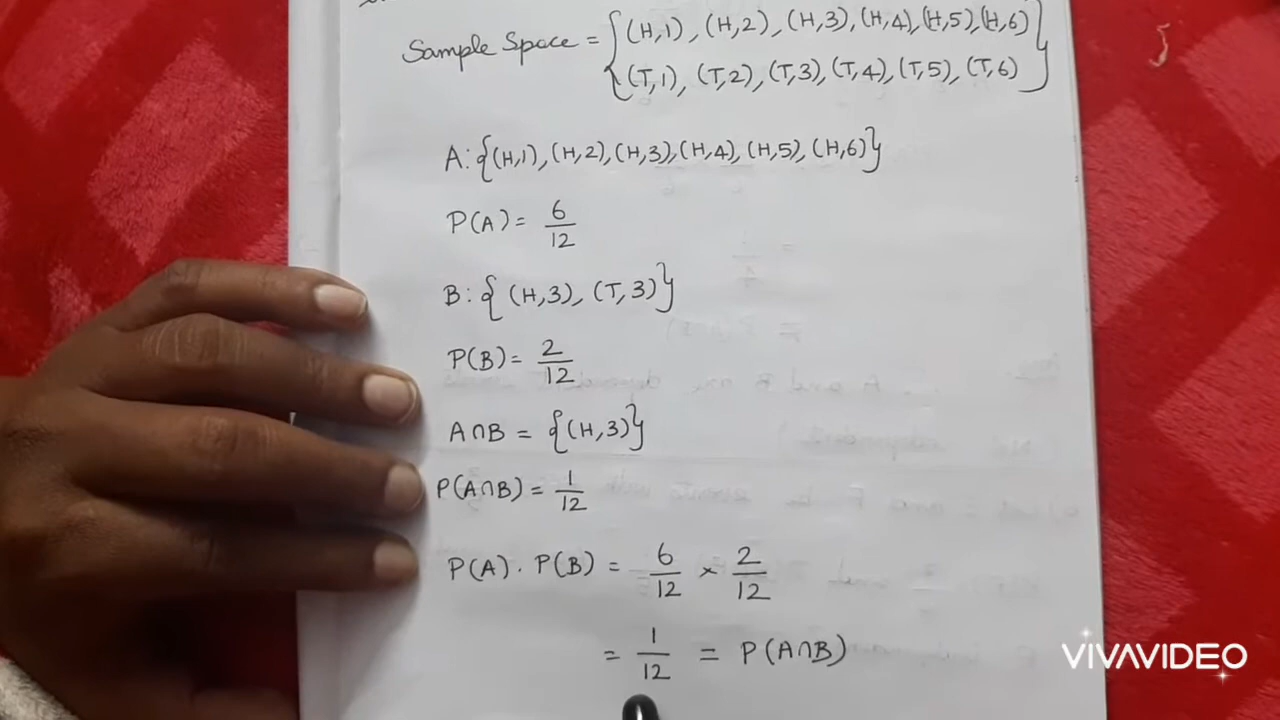 Sample Space = {(H,1), (H,2), (H,3), (H,4), (H,5), (H,6)
(T,1), (T,2), (T,3), (T,4), (T,5), (T,6)}
A: {(H,1), (H,2), (H,3), (H,4), (H,5), (H,6)}
P(A) = 6/12
B: {(H,3), (T,3)}
P(B) = 2/12
A∩B = {(H,3)}
P(A∩B) = 1/12
P(A) . P(B) = 6/12 × 2/12
= 1/12 = P(A∩B)
VIVAVIDEO